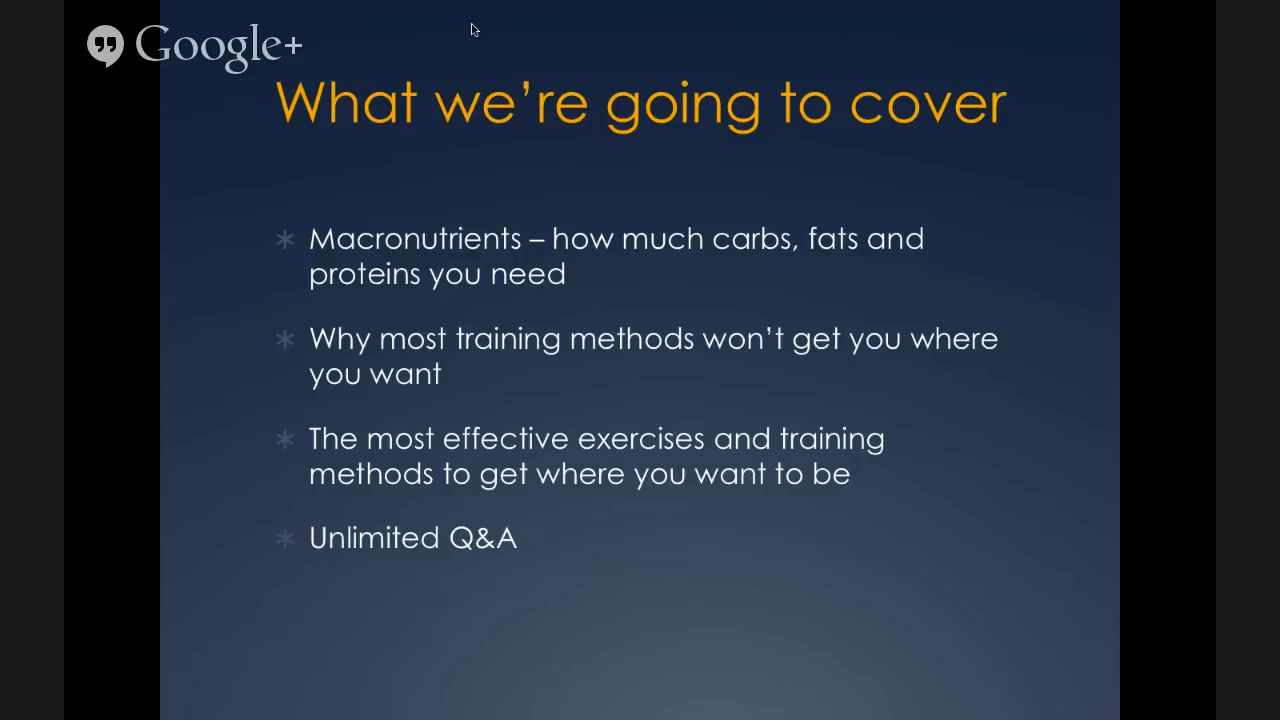 Google+
What we’re going to cover
Macronutrients – how much carbs, fats and
proteins you need
Why most training methods won’t get you where
you want
The most effective exercises and training
methods to get where you want to be
Unlimited Q&A